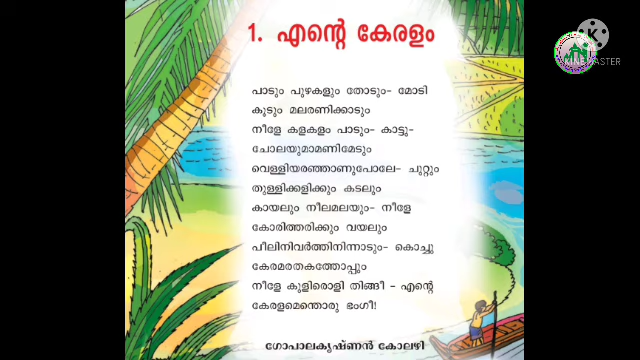 1. എന്റെ കേരളം
പാടും പുഴകളും തോടും- മോടി
കൂടും മലരണിക്കാടും
നീളേ കളകളം പാടും- കാട്ടു-
ചോലയുമാമണിമേടും
വെള്ളിയരഞ്ഞാണുപോലേ- ചുറ്റും
തുള്ളിക്കളിക്കും കടലും
കായലും നീലമലയും- നീളേ
കോരിത്തരിക്കും വയലും
പീലിനിവർത്തിനിന്നാടും- കൊച്ചു
കേരമരതകത്തോപ്പും
നീളേ കുളിരൊളി തിങ്ങീ - എന്റെ
കേരളമെന്തൊരു ഭംഗീ!
ഗോപാലകൃഷ്ണൻ കോലഴി
K
KINEMASTER